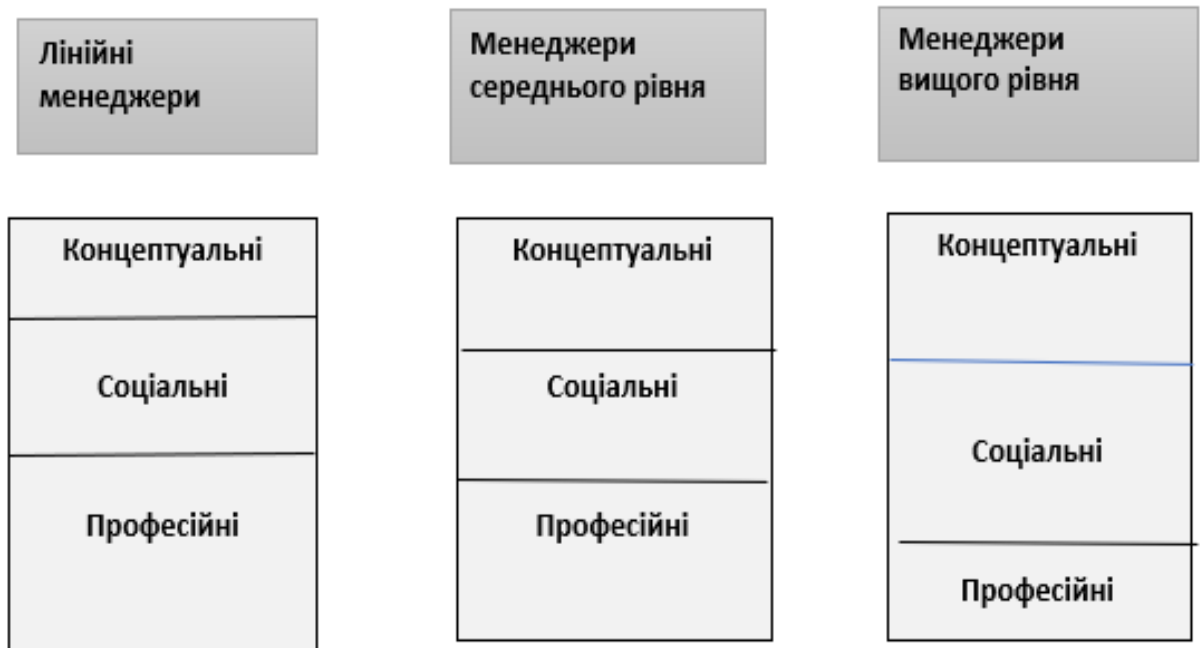 Лінійні
менеджери
Менеджери
середнього рівня
Менеджери
вищого рівня
Концептуальні
Соціальні
Професійні
Концептуальні
Соціальні
Професійні
Концептуальні
Соціальні
Професійні